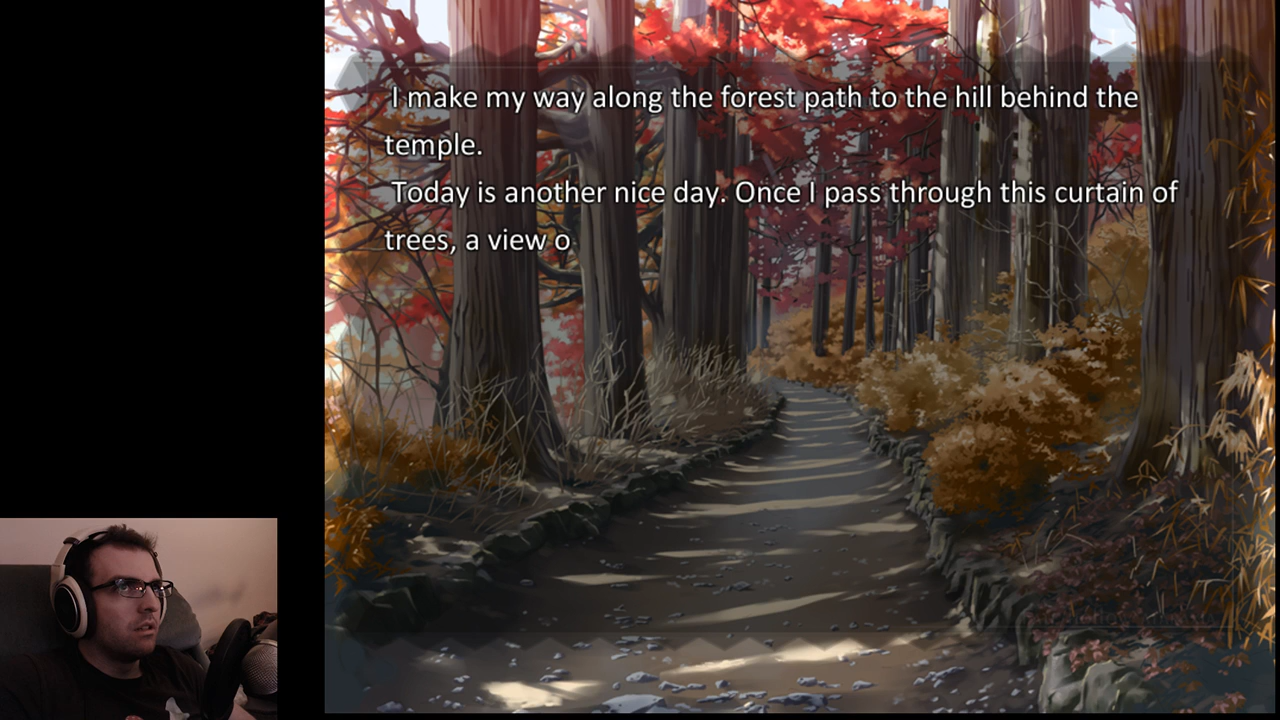 I make my way along the forest path to the hill behind the
temple.
Today is another nice day. Once I pass through this curtain of
trees, a view o